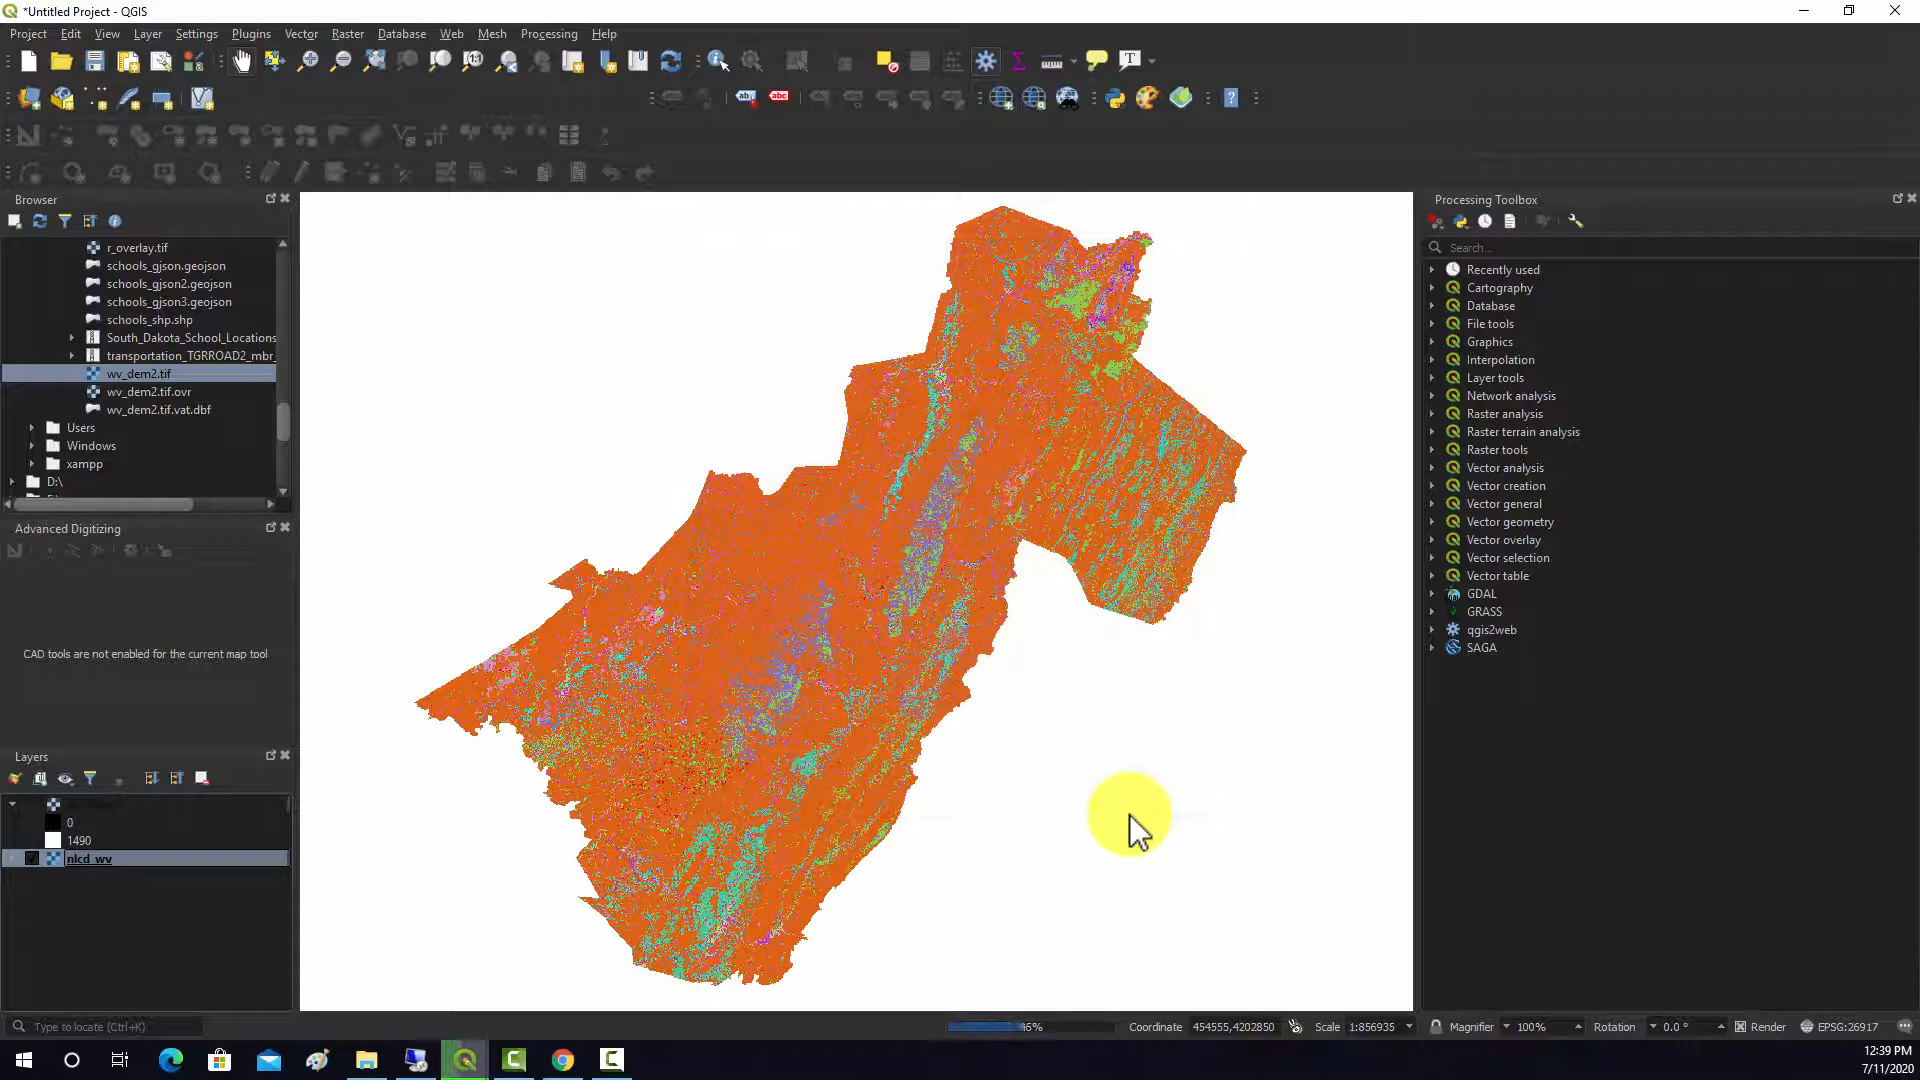 *Untitled Project - QGIS
Project Edit View Layer Settings Plugins Vector Raster Database Web Mesh Processing Help
1:1
T
ab
abc
?
Browser
r_overlay.tif
schools_gjson.geojson
schools_gjson2.geojson
schools_gjson3.geojson
schools_shp.shp
South_Dakota_School_Locations
transportation_TGRROAD2_mbr_
wv_dem2.tif
wv_dem2.tif.ovr
wv_dem2.tif.vat.dbf
Users
Windows
xampp
D:\
Advanced Digitizing
CAD tools are not enabled for the current map tool
Layers
0
1490
nlcd_wv
Processing Toolbox
Search...
Recently used
Cartography
Database
File tools
Graphics
Interpolation
Layer tools
Network analysis
Raster analysis
Raster terrain analysis
Raster tools
Vector analysis
Vector creation
Vector general
Vector geometry
Vector overlay
Vector selection
Vector table
GDAL
GRASS
qgis2web
SAGA
Type to locate (Ctrl+K) 46% Coordinate 454555,4202850 Scale 1:856935 Magnifier 100% Rotation 0.0 ° Render EPSG:26917
12:39 PM
7/11/2020